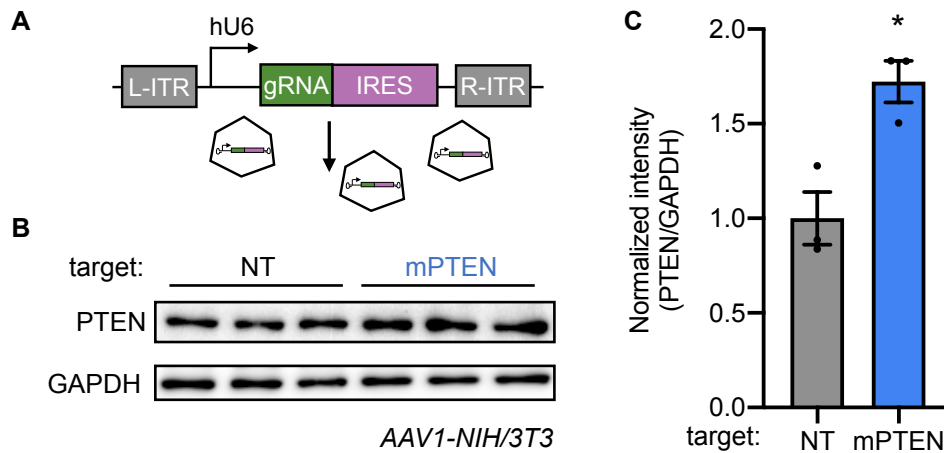 A
hU6
L-ITR gRNA IRES R-ITR
B
target: NT mPTEN
PTEN
GAPDH
AAV1-NIH/3T3
C
*
Normalized intensity
(PTEN/GAPDH)
2.0
1.5
1.0
0.5
0.0
target: NT mPTEN